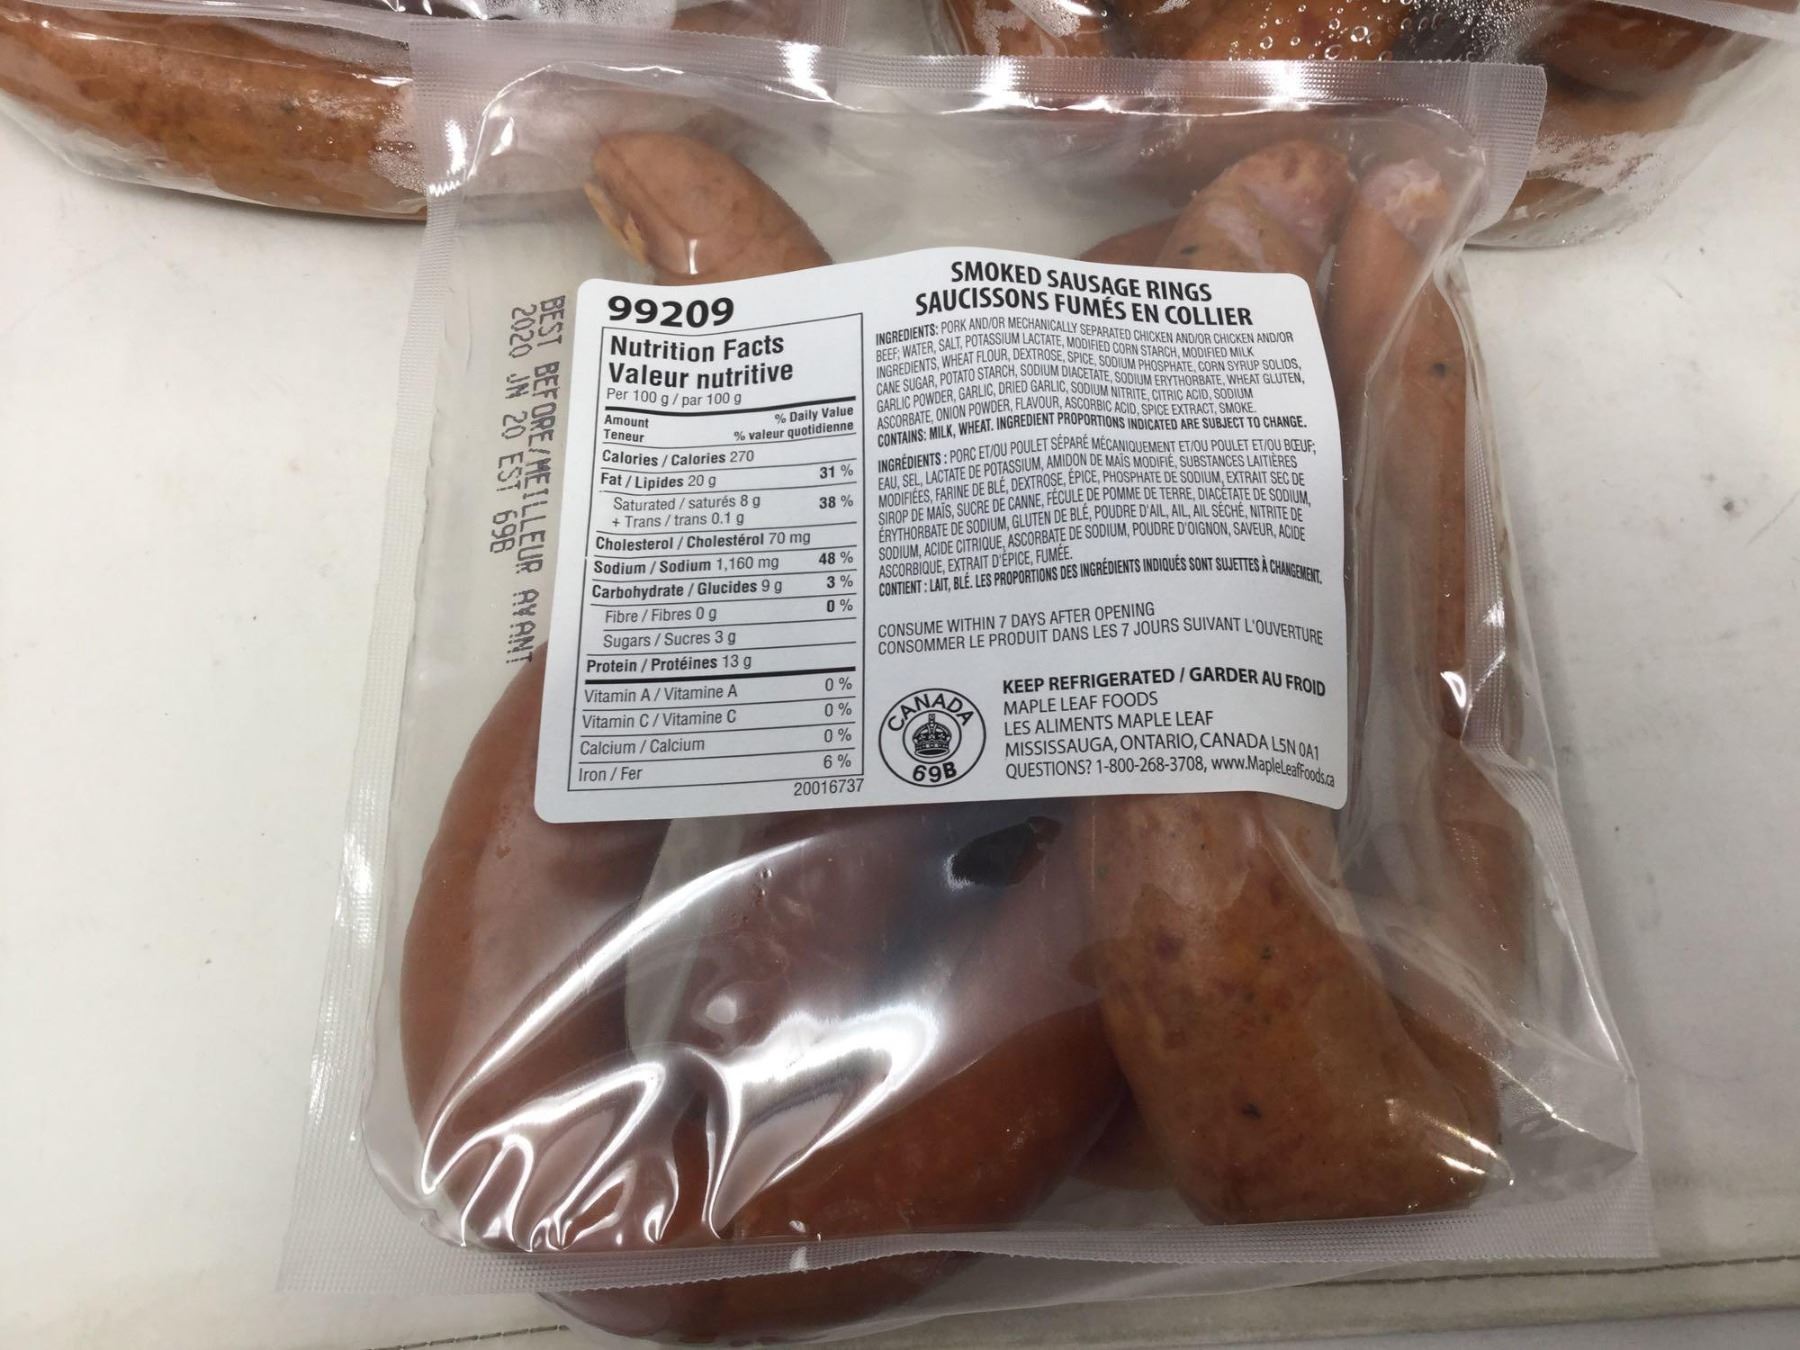 BEST BEFORE/MEILLEUR AVANT
2020 JN 20 EST 69B
99209
Nutrition Facts
Valeur nutritive
Per 100 g / par 100 g
Amount
Teneur
% Daily Value
% valeur quotidienne
Calories / Calories 270
Fat / Lipides 20 g 31 %
Saturated / saturés 8 g 38 %
+ Trans / trans 0.1 g
Cholesterol / Cholestérol 70 mg
Sodium / Sodium 1,160 mg 48 %
Carbohydrate / Glucides 9 g 3 %
Fibre / Fibres 0 g 0 %
Sugars / Sucres 3 g
Protein / Protéines 13 g
Vitamin A / Vitamine A 0 %
Vitamin C / Vitamine C 0 %
Calcium / Calcium 0 %
Iron / Fer 6 %
20016737
SMOKED SAUSAGE RINGS
SAUCISSONS FUMÉS EN COLLIER
INGREDIENTS: PORK AND/OR MECHANICALLY SEPARATED CHICKEN AND/OR CHICKEN AND/OR
BEEF; WATER, SALT, POTASSIUM LACTATE, MODIFIED CORN STARCH, MODIFIED MILK
INGREDIENTS, WHEAT FLOUR, DEXTROSE, SPICE, SODIUM PHOSPHATE, CORN SYRUP SOLIDS,
CANE SUGAR, POTATO STARCH, SODIUM DIACETATE, SODIUM ERYTHORBATE, WHEAT GLUTEN,
GARLIC POWDER, GARLIC, DRIED GARLIC, SODIUM NITRITE, CITRIC ACID, SODIUM
ASCORBATE, ONION POWDER, FLAVOUR, ASCORBIC ACID, SPICE EXTRACT, SMOKE.
CONTAINS: MILK, WHEAT. INGREDIENT PROPORTIONS INDICATED ARE SUBJECT TO CHANGE.
INGRÉDIENTS : PORC ET/OU POULET SÉPARÉ MÉCANIQUEMENT ET/OU POULET ET/OU BŒUF;
EAU, SEL, LACTATE DE POTASSIUM, AMIDON DE MAÏS MODIFIÉ, SUBSTANCES LAITIÈRES
MODIFIÉES, FARINE DE BLÉ, DEXTROSE, ÉPICE, PHOSPHATE DE SODIUM, EXTRAIT SEC DE
SIROP DE MAÏS, SUCRE DE CANNE, FÉCULE DE POMME DE TERRE, DIACÉTATE DE SODIUM,
ÉRYTHORBATE DE SODIUM, GLUTEN DE BLÉ, POUDRE D'AIL, AIL, AIL SÉCHÉ, NITRITE DE
SODIUM, ACIDE CITRIQUE, ASCORBATE DE SODIUM, POUDRE D'OIGNON, SAVEUR, ACIDE
ASCORBIQUE, EXTRAIT D'ÉPICE, FUMÉE.
CONTIENT : LAIT, BLÉ. LES PROPORTIONS DES INGRÉDIENTS INDIQUÉS SONT SUJETTES À CHANGEMENT.
CONSUME WITHIN 7 DAYS AFTER OPENING
CONSOMMER LE PRODUIT DANS LES 7 JOURS SUIVANT L'OUVERTURE
CANADA
69B
KEEP REFRIGERATED / GARDER AU FROID
MAPLE LEAF FOODS
LES ALIMENTS MAPLE LEAF
MISSISSAUGA, ONTARIO, CANADA L5N 0A1
QUESTIONS? 1-800-268-3708, www.MapleLeafFoods.ca